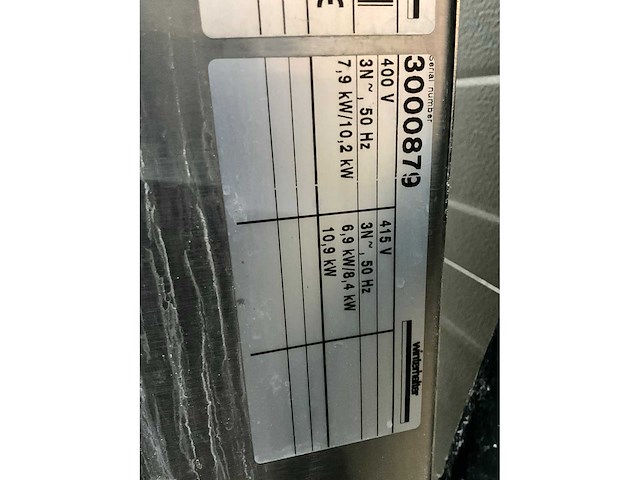 CE
Serial number
3000879
winterhalter
400 V
3N~, 50 Hz
7,9 kW/10,2 kW
415 V
3N~, 50 Hz
6,9 kW/8,4 kW
10,9 kW